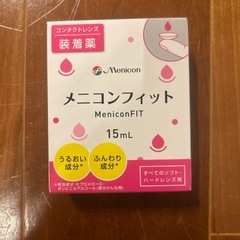 コンタクトレンズ
装着薬
Menicon
メニコンフィット
MeniconFIT
15mL
うるおい
成分*
ふんわり
成分*
すべてのソフト・
ハードレンズ用